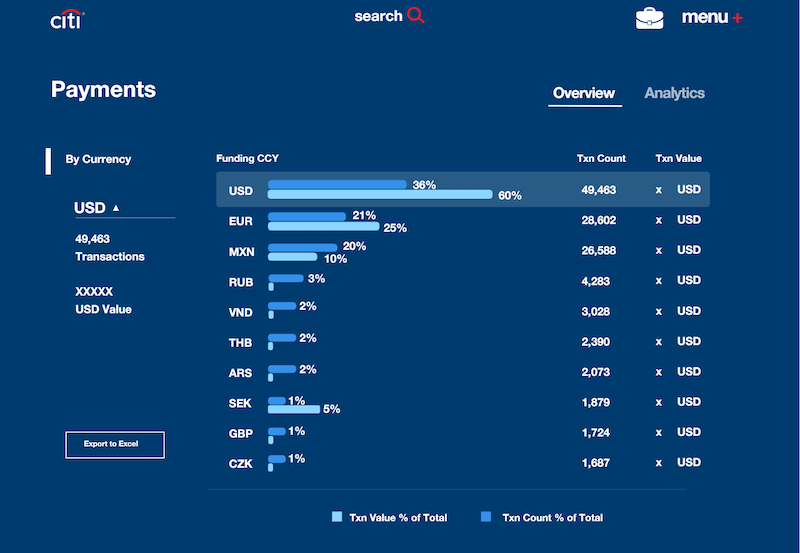 citi
search
menu +
Payments
Overview Analytics
By Currency
Funding CCY Txn Count Txn Value
USD ▲
49,463
Transactions
XXXXX
USD Value
Export to Excel
USD 36% 60% 49,463 x USD
EUR 21% 25% 28,602 x USD
MXN 20% 10% 26,588 x USD
RUB 3% 4,283 x USD
VND 2% 3,028 x USD
THB 2% 2,390 x USD
ARS 2% 2,073 x USD
SEK 1% 5% 1,879 x USD
GBP 1% 1,724 x USD
CZK 1% 1,687 x USD
Txn Value % of Total Txn Count % of Total